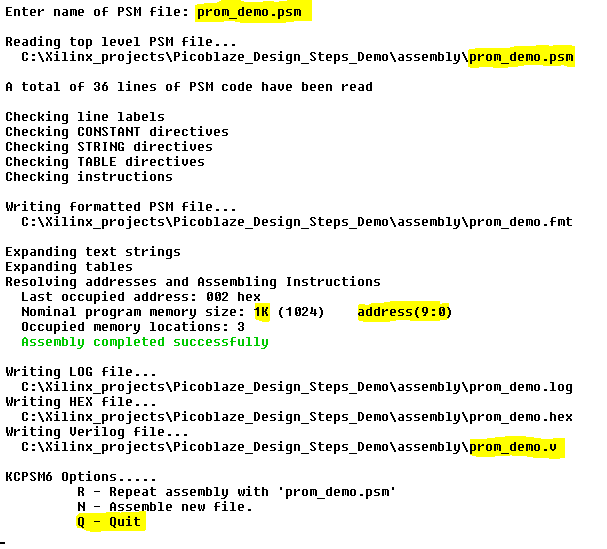 Enter name of PSM file: prom_demo.psm
Reading top level PSM file...
C:\Xilinx_projects\Picoblaze_Design_Steps_Demo\assembly\prom_demo.psm
A total of 36 lines of PSM code have been read
Checking line labels
Checking CONSTANT directives
Checking STRING directives
Checking TABLE directives
Checking instructions
Writing formatted PSM file...
C:\Xilinx_projects\Picoblaze_Design_Steps_Demo\assembly\prom_demo.fmt
Expanding text strings
Expanding tables
Resolving addresses and Assembling Instructions
Last occupied address: 002 hex
Nominal program memory size: 1K (1024) address(9:0)
Occupied memory locations: 3
Assembly completed successfully
Writing LOG file...
C:\Xilinx_projects\Picoblaze_Design_Steps_Demo\assembly\prom_demo.log
Writing HEX file...
C:\Xilinx_projects\Picoblaze_Design_Steps_Demo\assembly\prom_demo.hex
Writing Verilog file...
C:\Xilinx_projects\Picoblaze_Design_Steps_Demo\assembly\prom_demo.v
KCPSM6 Options.....
R - Repeat assembly with 'prom_demo.psm'
N - Assemble new file.
Q - Quit